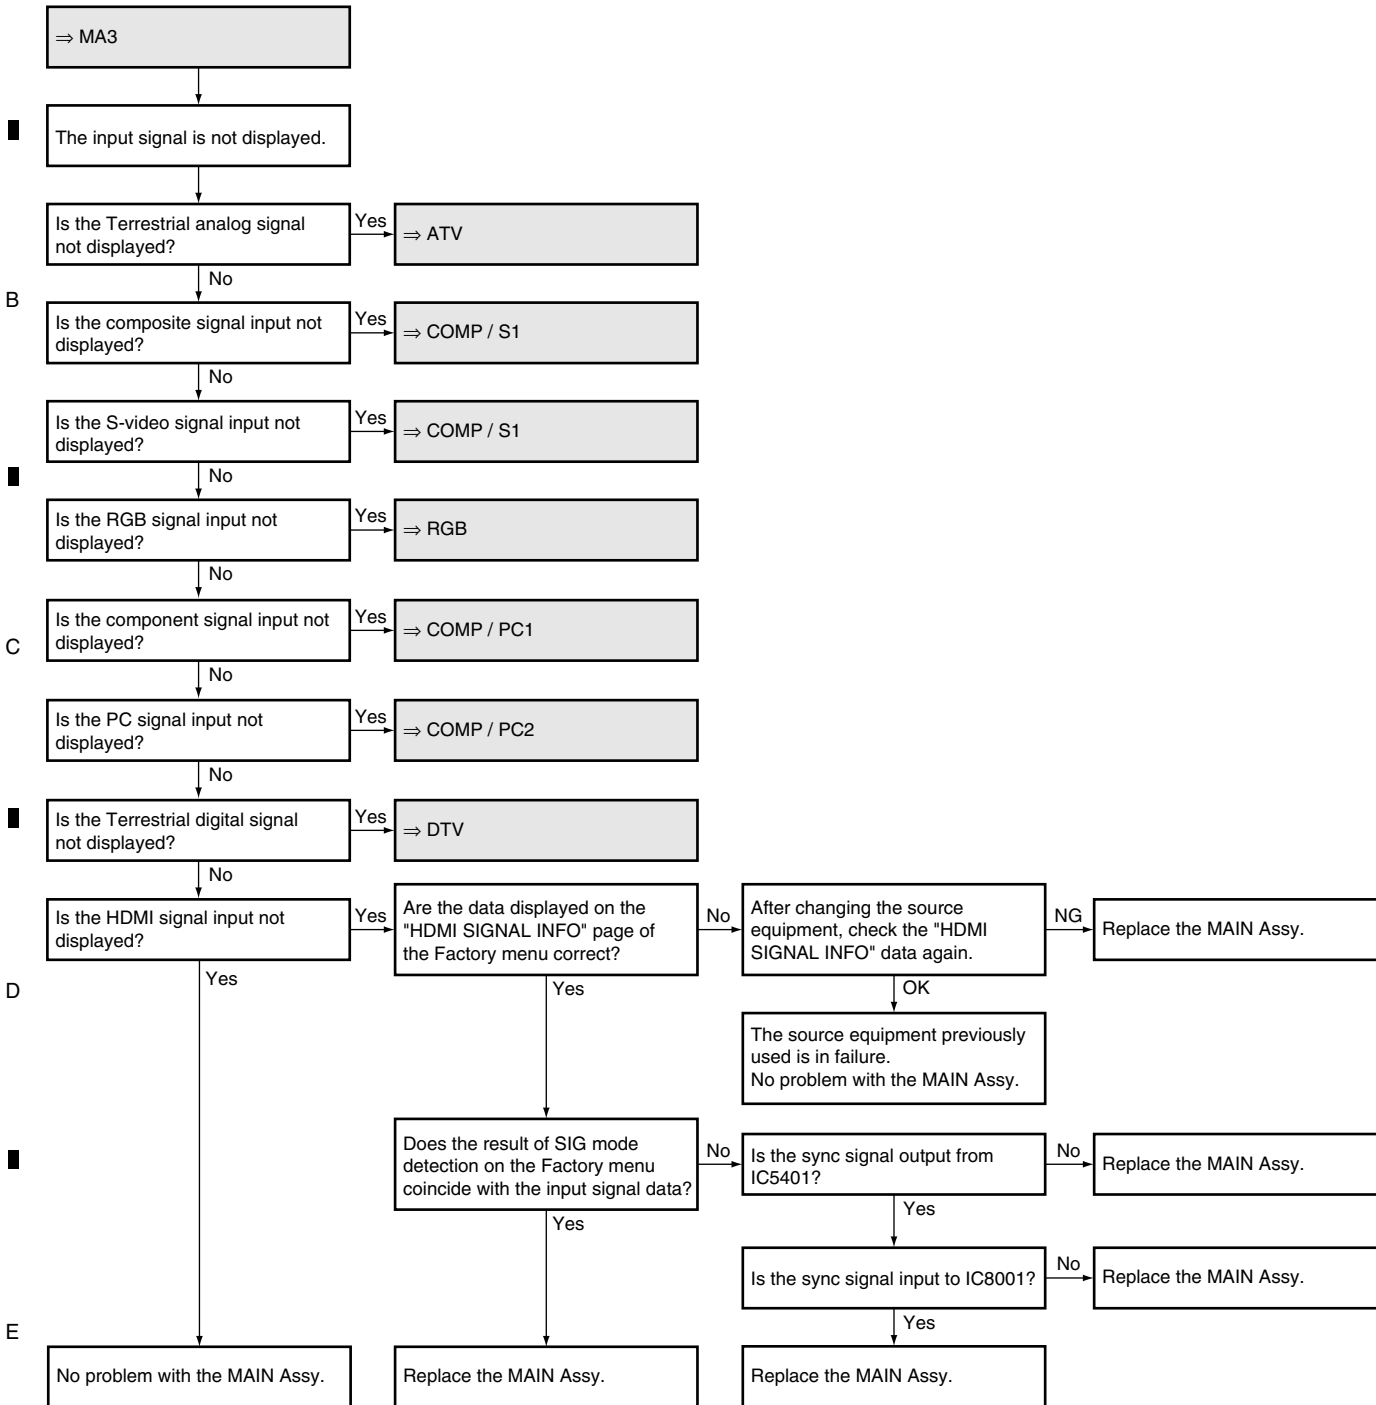 ⇒ MA3
The input signal is not displayed.
Is the Terrestrial analog signal
not displayed?
Yes
⇒ ATV
No
B
Is the composite signal input not
displayed?
Yes
⇒ COMP / S1
No
Is the S-video signal input not
displayed?
Yes
⇒ COMP / S1
No
Is the RGB signal input not
displayed?
Yes
⇒ RGB
No
Is the component signal input not
displayed?
Yes
⇒ COMP / PC1
C
No
Is the PC signal input not
displayed?
Yes
⇒ COMP / PC2
No
Is the Terrestrial digital signal
not displayed?
Yes
⇒ DTV
No
Is the HDMI signal input not
displayed?
Yes
Are the data displayed on the
"HDMI SIGNAL INFO" page of
the Factory menu correct?
No
After changing the source
equipment, check the "HDMI
SIGNAL INFO" data again.
NG
Replace the MAIN Assy.
Yes
Yes
OK
D
The source equipment previously
used is in failure.
No problem with the MAIN Assy.
Does the result of SIG mode
detection on the Factory menu
coincide with the input signal data?
No
Is the sync signal output from
IC5401?
No
Replace the MAIN Assy.
Yes
Yes
Is the sync signal input to IC8001?
No
Replace the MAIN Assy.
Yes
E
No problem with the MAIN Assy.
Replace the MAIN Assy.
Replace the MAIN Assy.